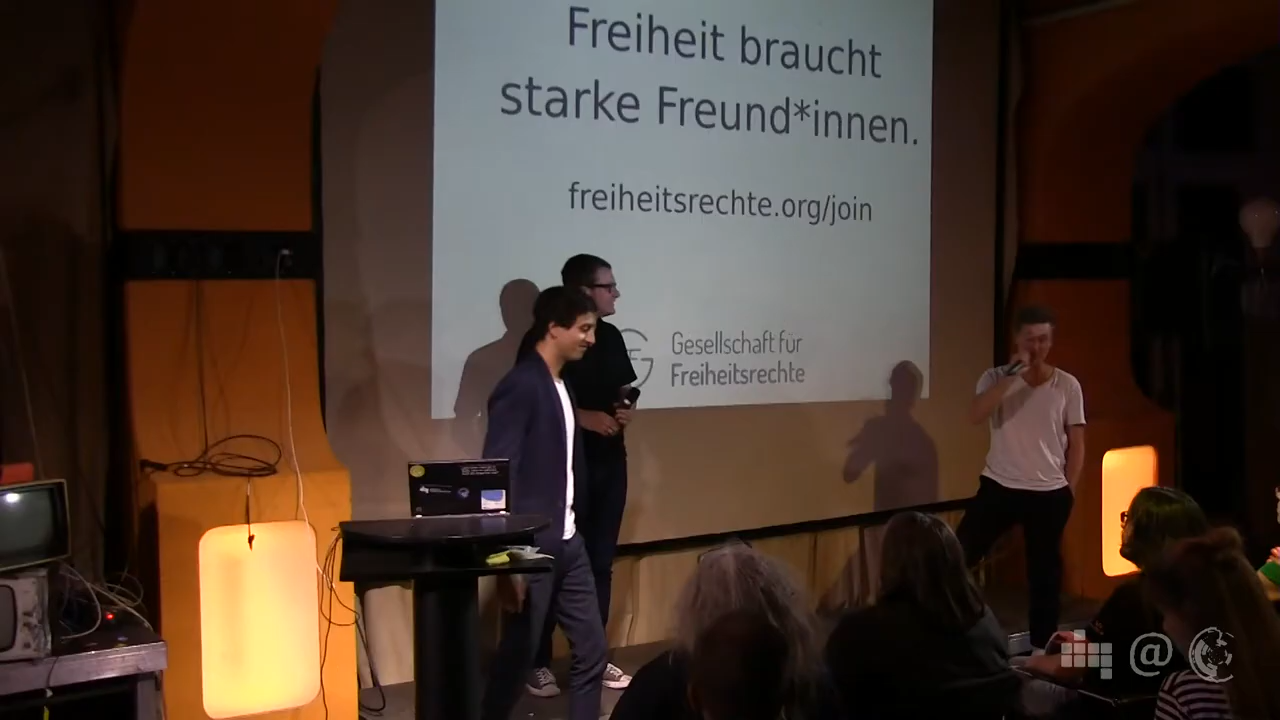 Freiheit braucht
starke Freund*innen.
freiheitsrechte.org/join
Gesellschaft für
Freiheitsrechte
@